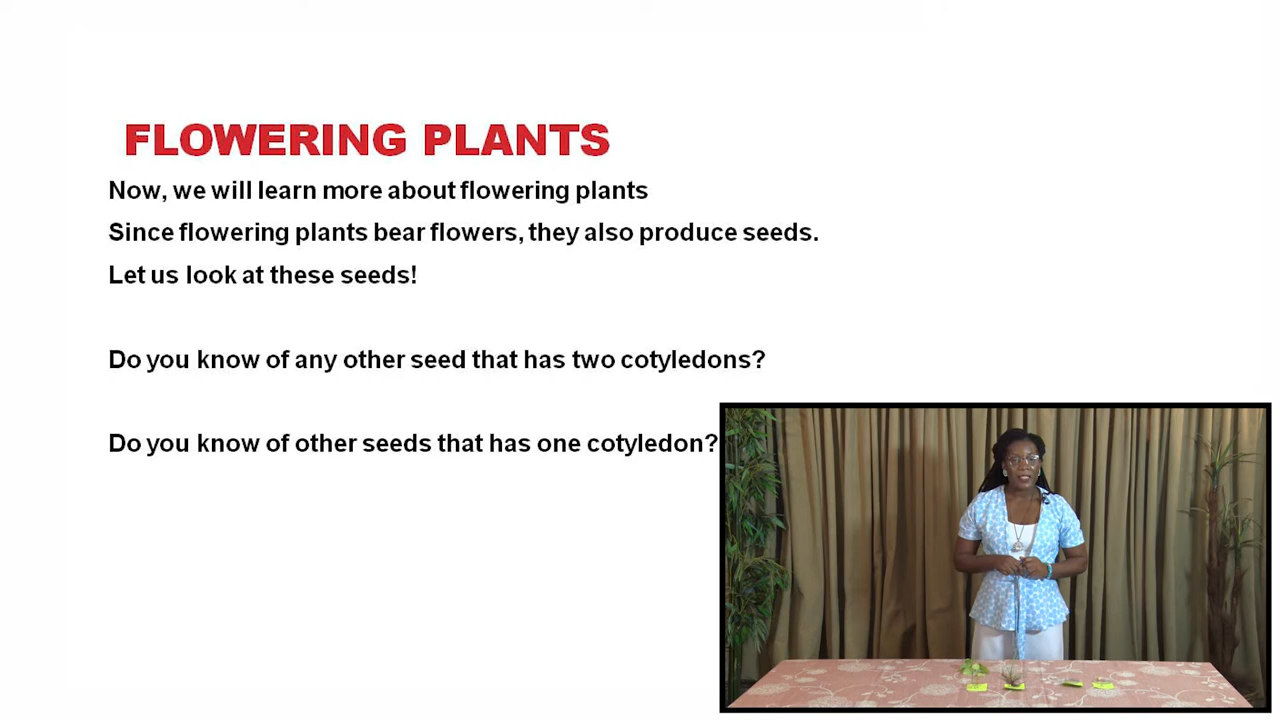 FLOWERING PLANTS
Now, we will learn more about flowering plants
Since flowering plants bear flowers, they also produce seeds.
Let us look at these seeds!
Do you know of any other seed that has two cotyledons?
Do you know of other seeds that has one cotyledon?